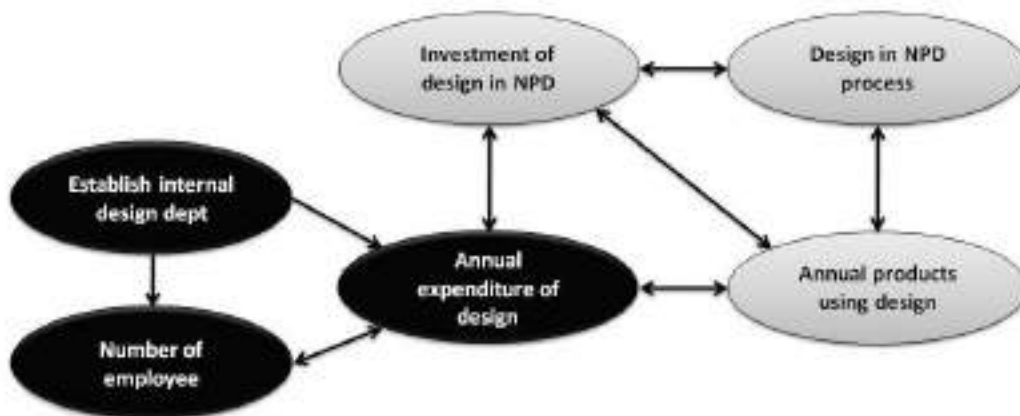 Investment of
design in NPD
Design in NPD
process
Establish internal
design dept
Annual
expenditure of
design
Annual products
using design
Number of
employee